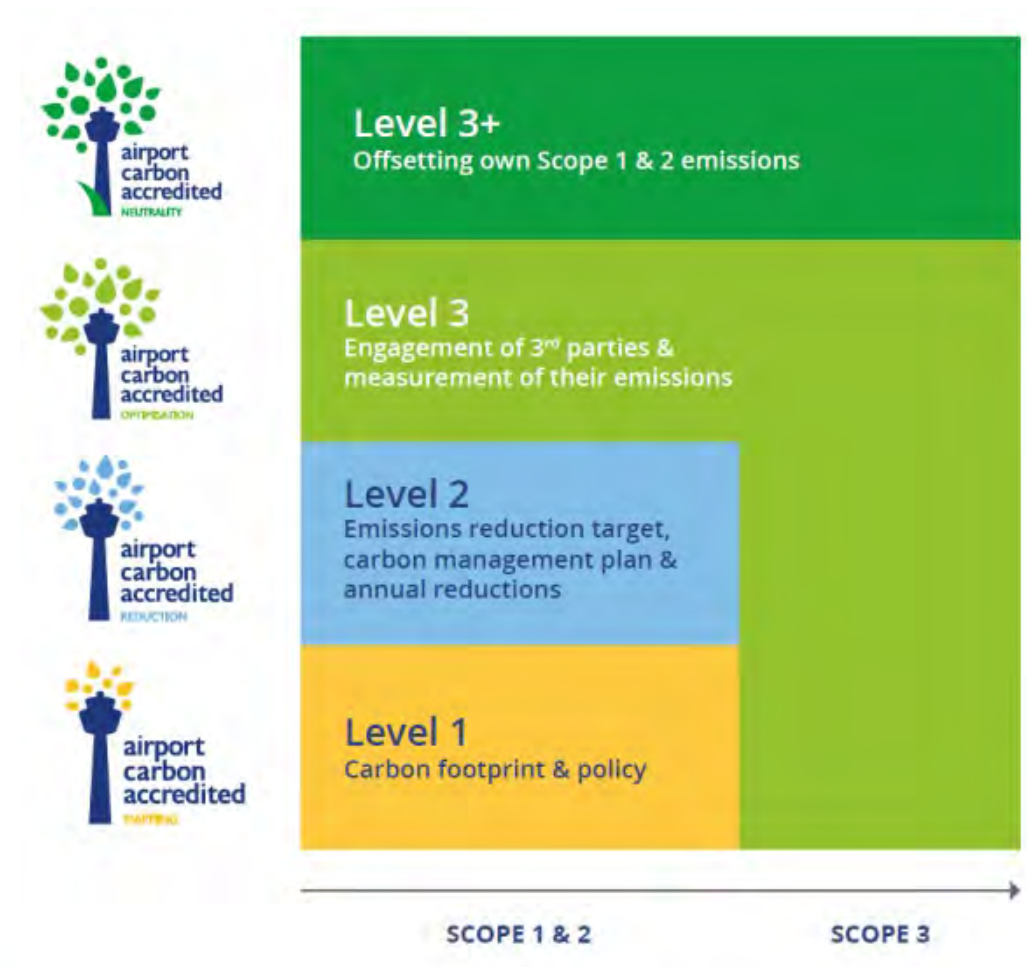 airport
carbon
accredited
NEUTRALITY
Level 3+
Offsetting own Scope 1 & 2 emissions
airport
carbon
accredited
OPTIMISATION
Level 3
Engagement of 3rd parties &
measurement of their emissions
airport
carbon
accredited
REDUCTION
Level 2
Emissions reduction target,
carbon management plan &
annual reductions
airport
carbon
accredited
MAPPING
Level 1
Carbon footprint & policy
SCOPE 1 & 2
SCOPE 3